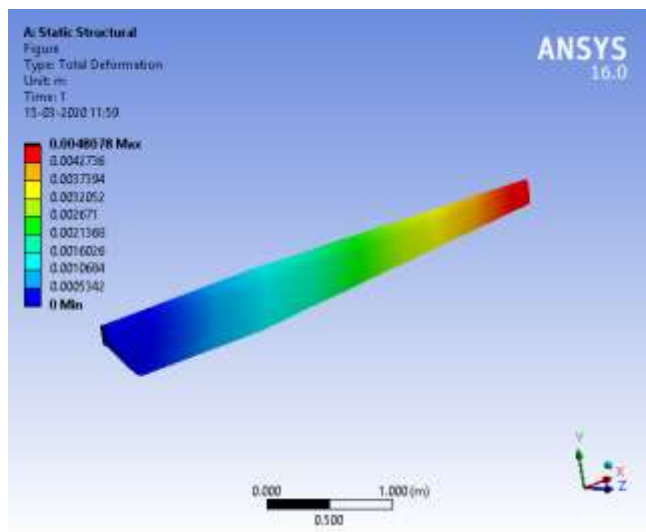 A: Static Structural
Figure
Type: Total Deformation
Unit: m
Time: 1
15-03-2020 11:59
0.0048078 Max
0.0042736
0.0037394
0.0032052
0.002671
0.0021368
0.0016026
0.0010684
0.0005342
0 Min
ANSYS
16.0
0.000
1.000 (m)
0.500
Y
X
Z